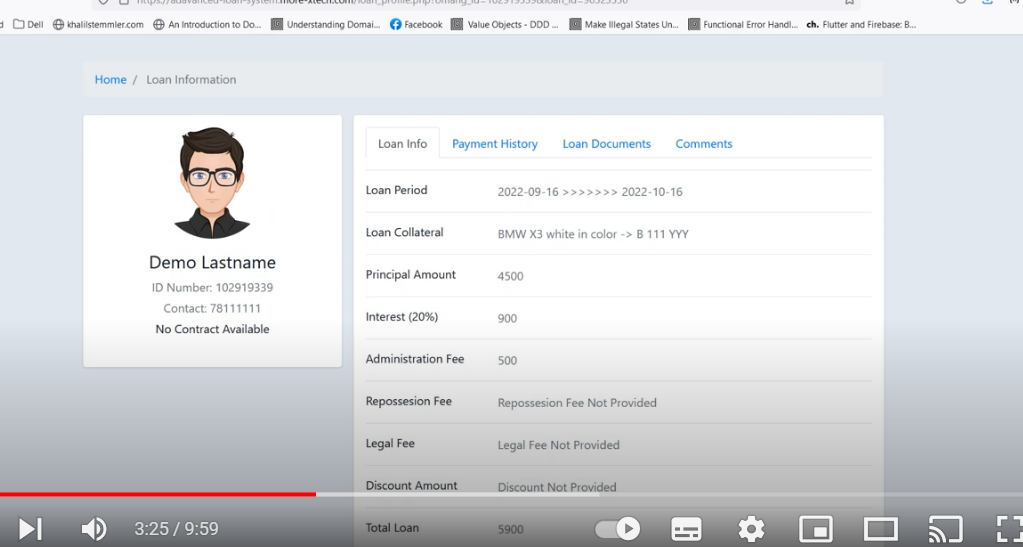 https://adavanced-loan-system.more-xtech.com/loan_profile.php?omang_id=102919339&loan_id=
Dell khalilstemmler.com An Introduction to Do... Understanding Domai... Facebook Value Objects - DDD ... Make Illegal States Un... Functional Error Handl... ch. Flutter and Firebase: B...
Home / Loan Information
Loan Info Payment History Loan Documents Comments
Demo Lastname
ID Number: 102919339
Contact: 78111111
No Contract Available
Loan Period 2022-09-16 >>>>>>> 2022-10-16
Loan Collateral BMW X3 white in color -> B 111 YYY
Principal Amount 4500
Interest (20%) 900
Administration Fee 500
Repossesion Fee Repossesion Fee Not Provided
Legal Fee Legal Fee Not Provided
Discount Amount Discount Not Provided
Total Loan 5900
3:25 / 9:59